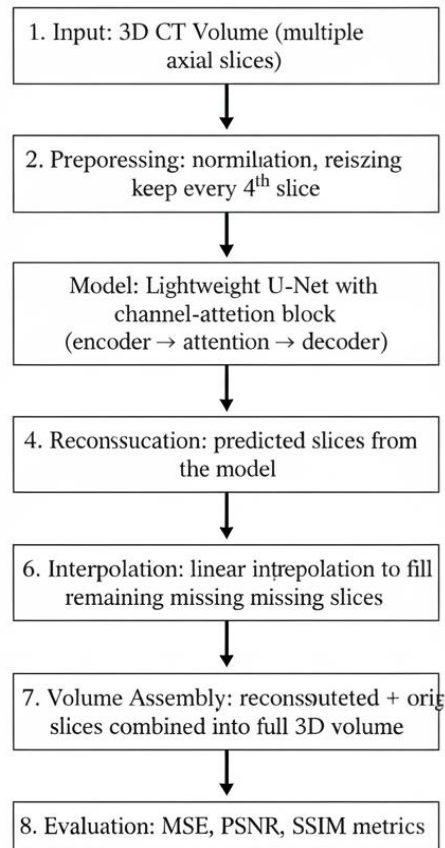 1. Input: 3D CT Volume (multiple
axial slices)
2. Preporessing: normiliation, reiszing
keep every 4th slice
Model: Lightweight U-Net with
channel-attetion block
(encoder → attention → decoder)
4. Reconssucation: predicted slices from
the model
6. Interpolation: linear intrepolation to fill
remaining missing missing slices
7. Volume Assembly: reconssuteted + orig
slices combined into full 3D volume
8. Evaluation: MSE, PSNR, SSIM metrics